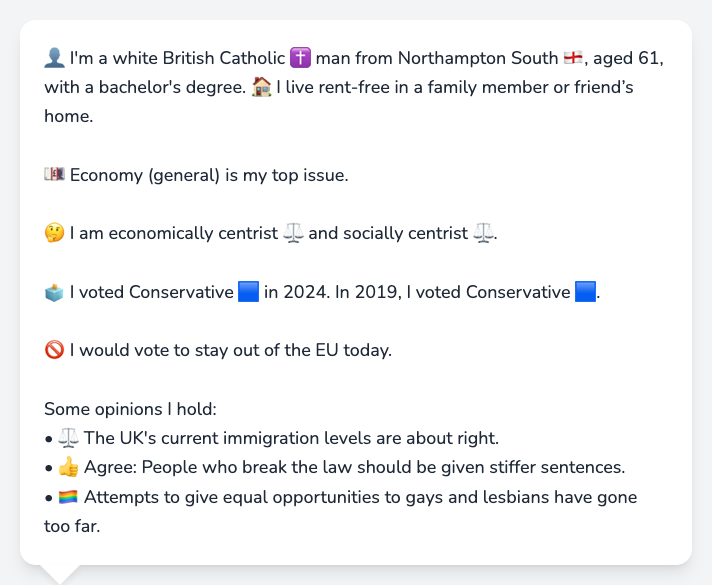 👤 I'm a white British Catholic ✝️ man from Northampton South 🏴󠁧󠁢󠁥󠁮󠁧󠁿, aged 61,
with a bachelor's degree. 🏠 I live rent-free in a family member or friend’s
home.
💷 Economy (general) is my top issue.
🤔 I am economically centrist ⚖️ and socially centrist ⚖️.
🗳️ I voted Conservative 🟦 in 2024. In 2019, I voted Conservative 🟦.
🚫 I would vote to stay out of the EU today.
Some opinions I hold:
• ⚖️ The UK's current immigration levels are about right.
• 👍 Agree: People who break the law should be given stiffer sentences.
• 🏳️‍🌈 Attempts to give equal opportunities to gays and lesbians have gone
too far.